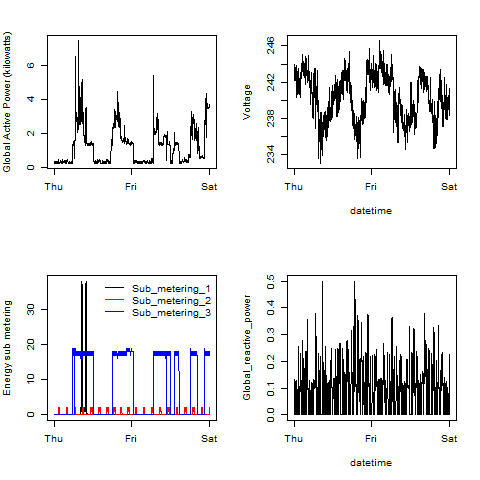 Global Active Power (kilowatts)
0 2 4 6
Thu Fri Sat
Voltage
234 238 242 246
Thu Fri Sat
datetime
Energy sub metering
0 10 20 30
Sub_metering_1
Sub_metering_2
Sub_metering_3
Thu Fri Sat
Global_reactive_power
0.0 0.1 0.2 0.3 0.4 0.5
Thu Fri Sat
datetime